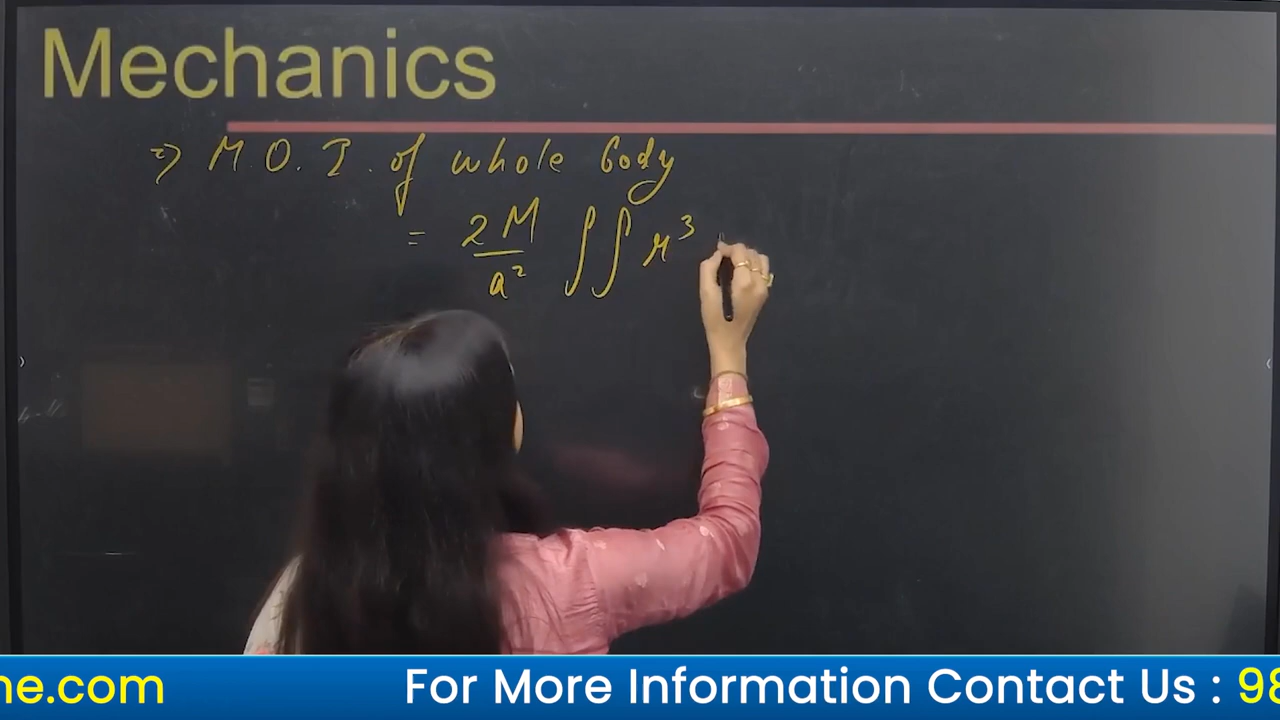 Mechanics
⇒ M.O.I. of whole body
= 2M/a² ∫∫ r³
ne.com For More Information Contact Us : 98